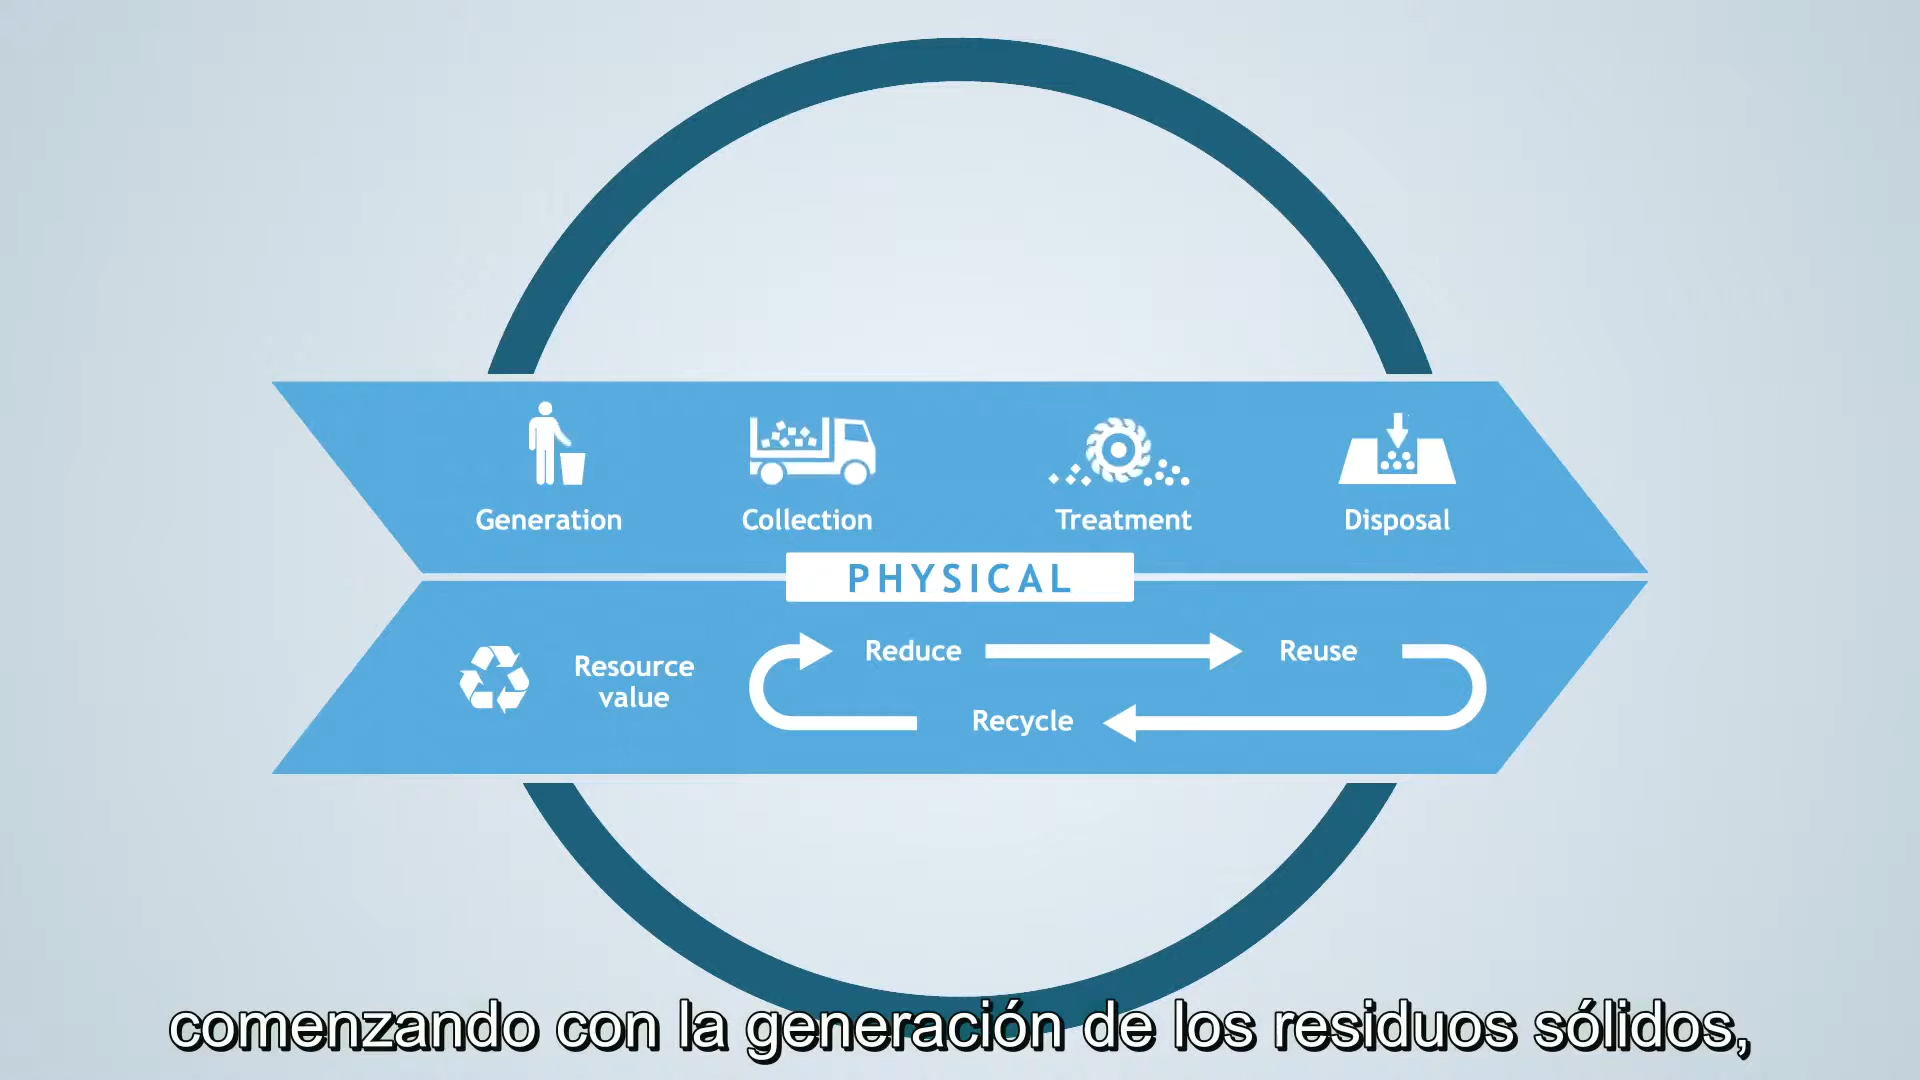 Generation
Collection
Treatment
Disposal
PHYSICAL
Resource
value
Reduce
Reuse
Recycle
comenzando con la generación de los residuos sólidos,